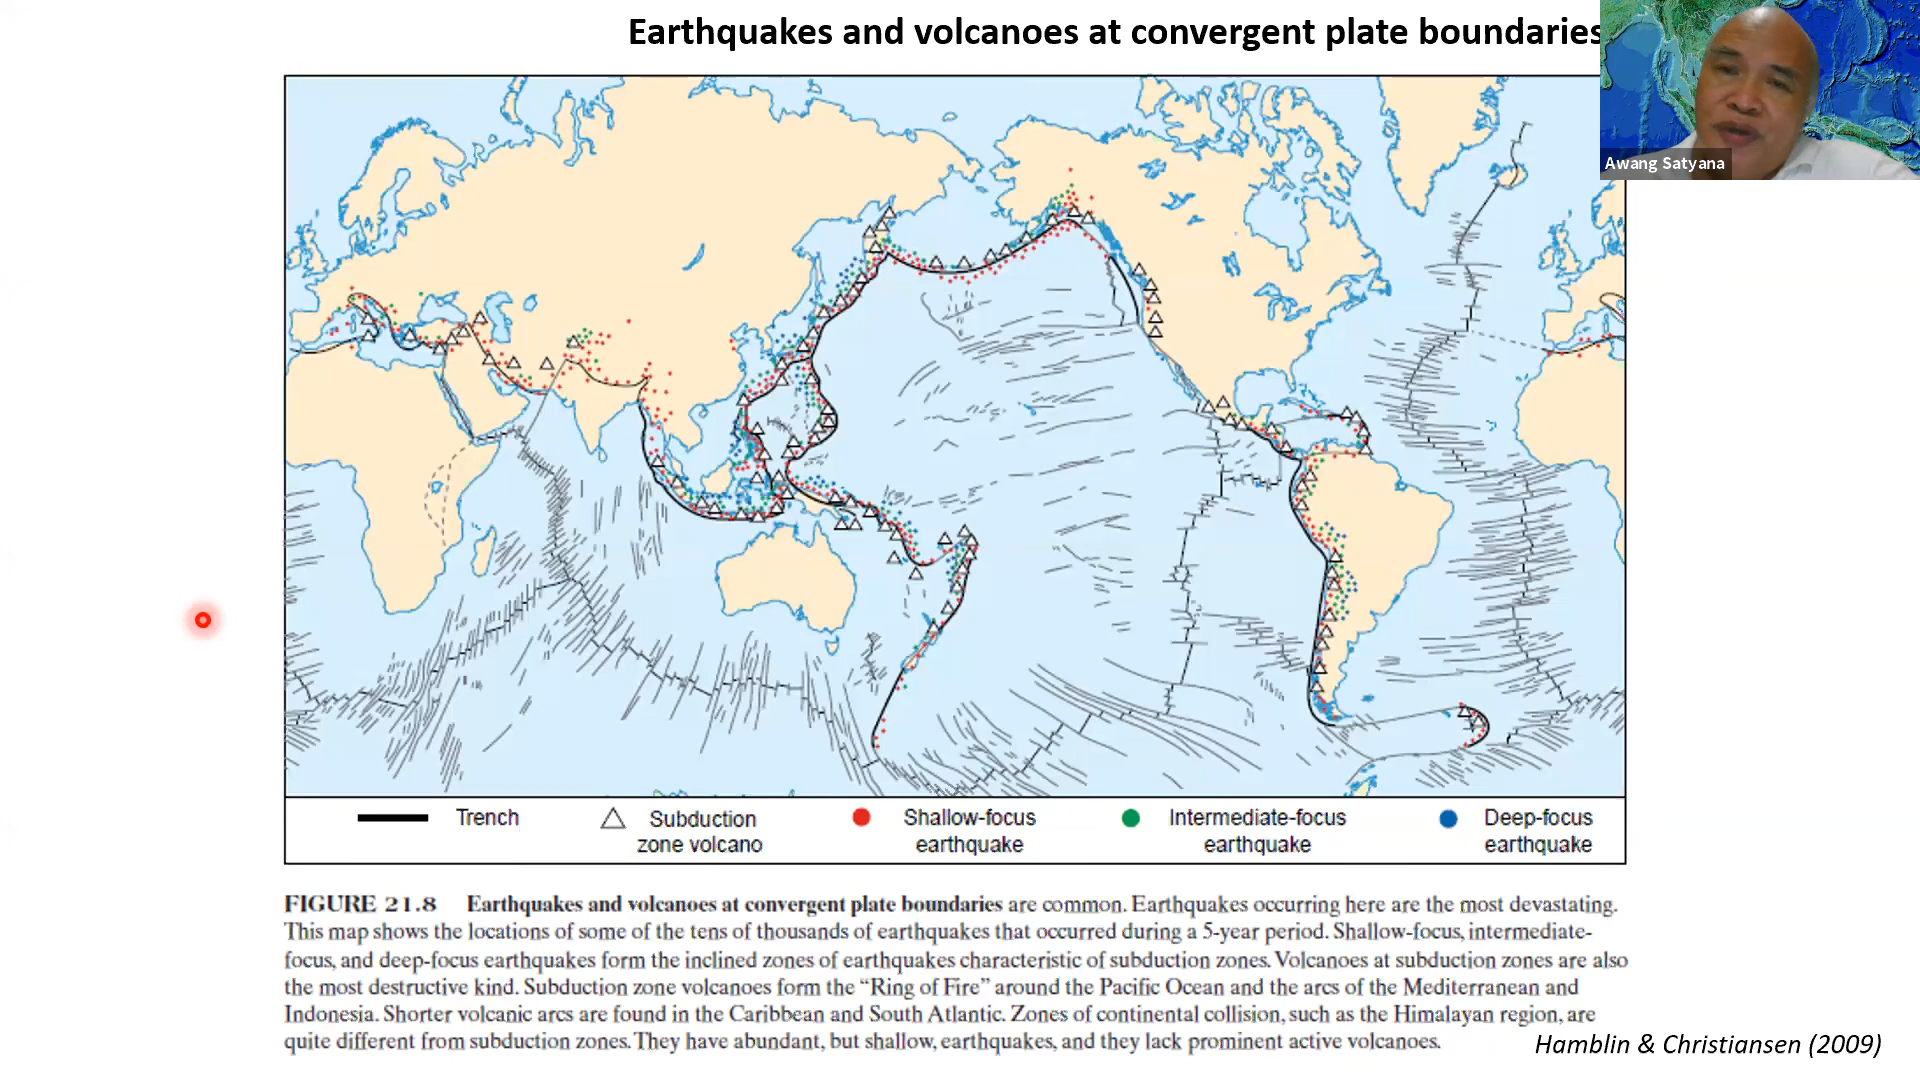 Earthquakes and volcanoes at convergent plate boundaries
Awang Satyana
Trench
Subduction
zone volcano
Shallow-focus
earthquake
Intermediate-focus
earthquake
Deep-focus
earthquake
FIGURE 21.8 Earthquakes and volcanoes at convergent plate boundaries are common. Earthquakes occurring here are the most devastating.
This map shows the locations of some of the tens of thousands of earthquakes that occurred during a 5-year period. Shallow-focus, intermediate-
focus, and deep-focus earthquakes form the inclined zones of earthquakes characteristic of subduction zones. Volcanoes at subduction zones are also
the most destructive kind. Subduction zone volcanoes form the “Ring of Fire” around the Pacific Ocean and the arcs of the Mediterranean and
Indonesia. Shorter volcanic arcs are found in the Caribbean and South Atlantic. Zones of continental collision, such as the Himalayan region, are
quite different from subduction zones. They have abundant, but shallow, earthquakes, and they lack prominent active volcanoes.
Hamblin & Christiansen (2009)